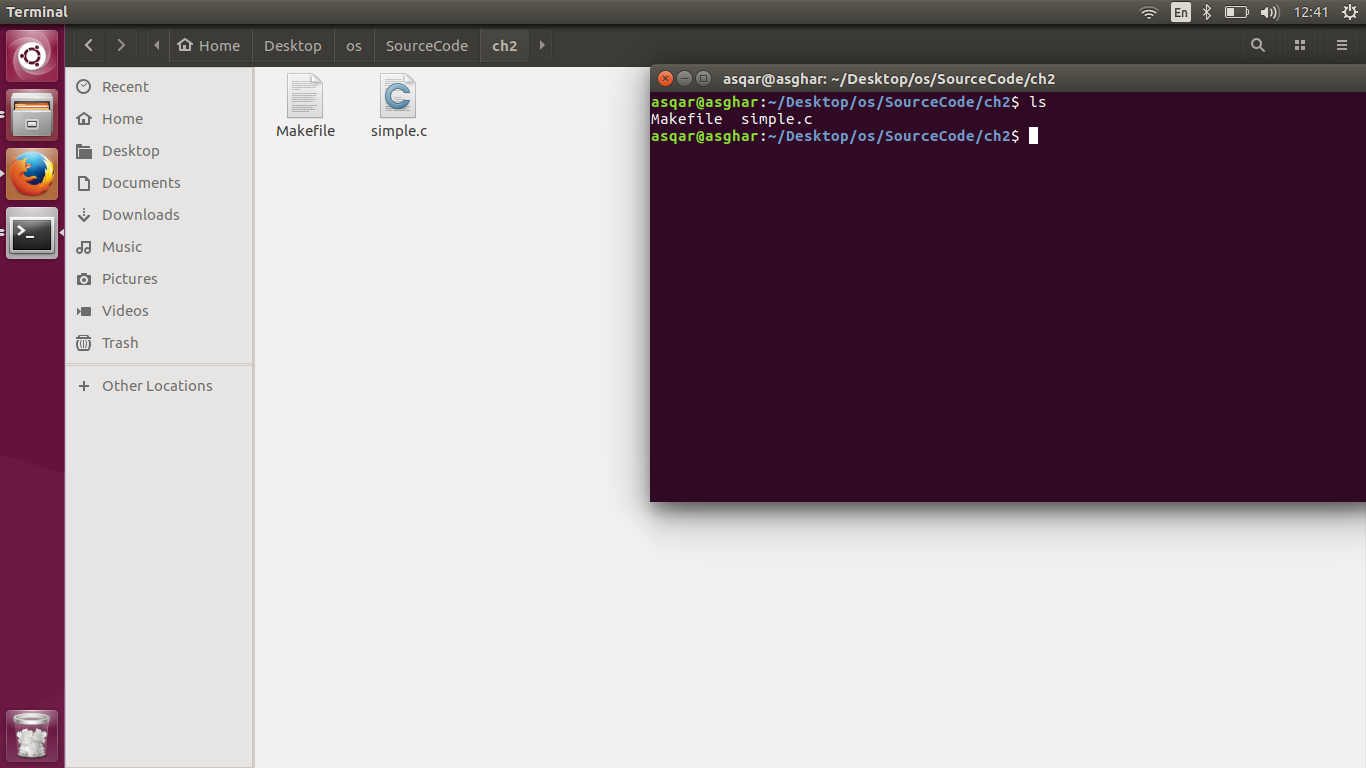 Terminal
En
12:41
Home Desktop os SourceCode ch2
Recent
Home
Desktop
Documents
Downloads
Music
Pictures
Videos
Trash
Other Locations
Makefile simple.c
asqar@asghar: ~/Desktop/os/SourceCode/ch2
asqar@asghar:~/Desktop/os/SourceCode/ch2$ ls
Makefile  simple.c
asqar@asghar:~/Desktop/os/SourceCode/ch2$